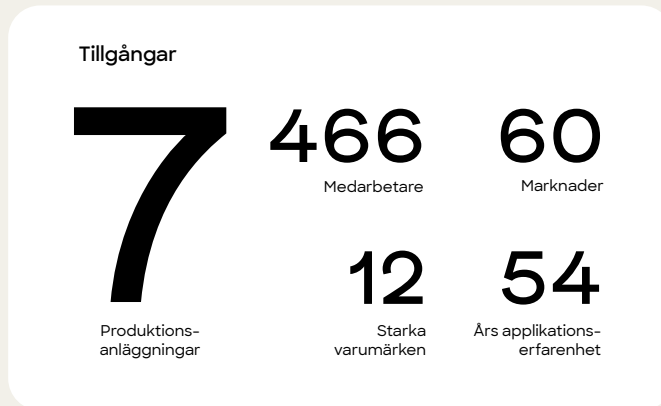 Tillgångar
7
Produktions-
anläggningar
466
Medarbetare
60
Marknader
12
Starka
varumärken
54
Års applikations-
erfarenhet